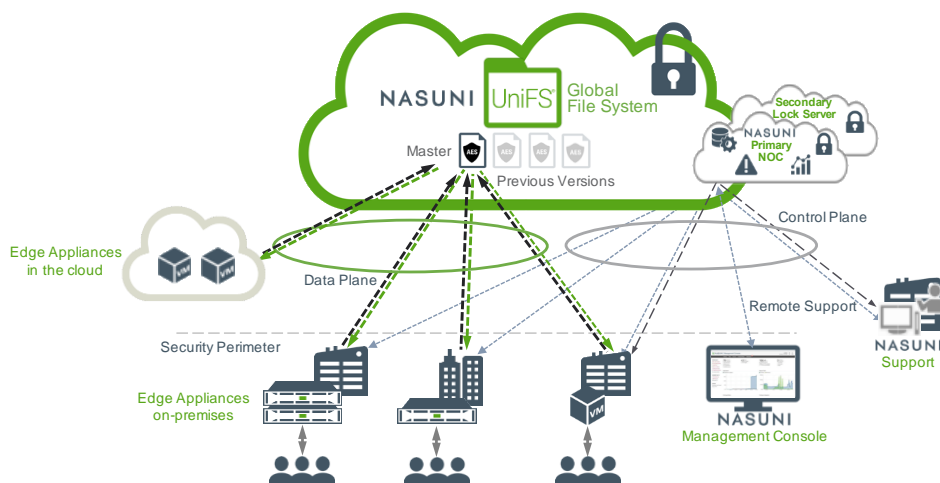 NASUNI
UniFS®
Global
File System
Secondary
Lock Server
NASUNI
Primary
NOC
Master
AES
AES
AES
AES
Previous Versions
Control Plane
Edge Appliances
in the cloud
VM
VM
Data Plane
Remote Support
Security Perimeter
NASUNI
Support
Edge Appliances
on-premises
VM
NASUNI
Management Console